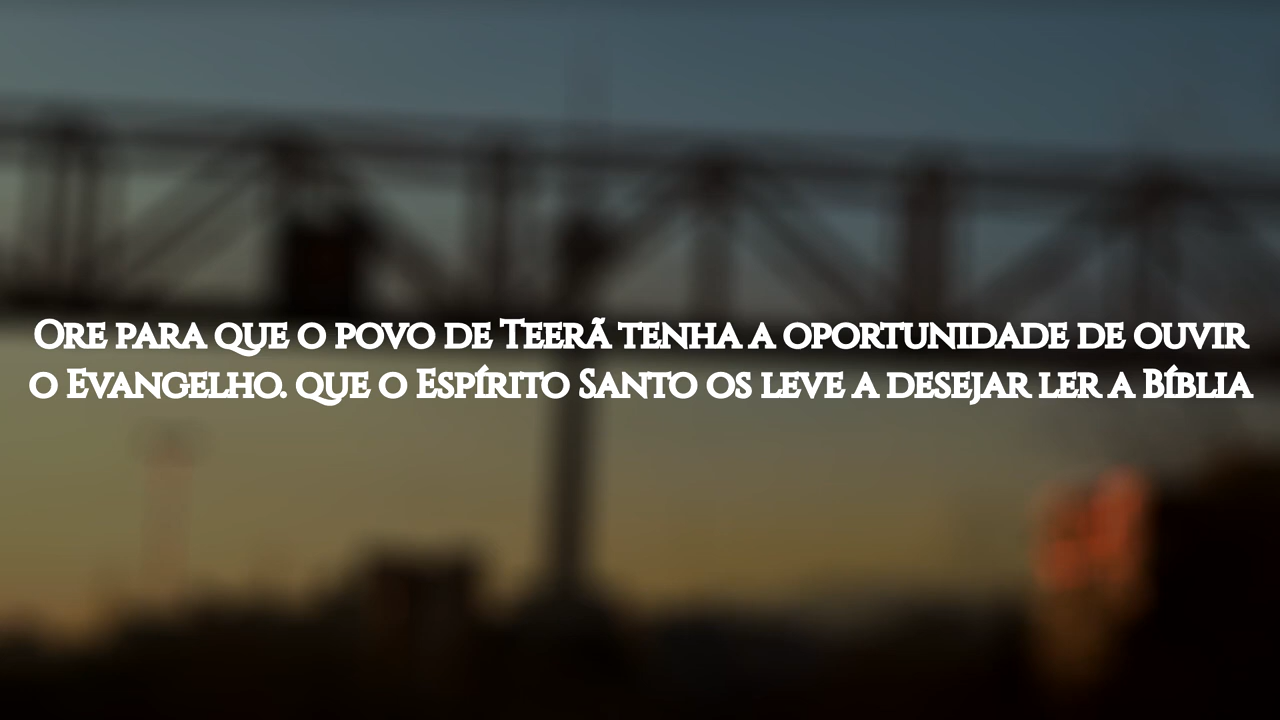 Ore para que o povo de Teerã tenha a oportunidade de ouvir
o Evangelho. que o Espírito Santo os leve a desejar ler a Bíblia